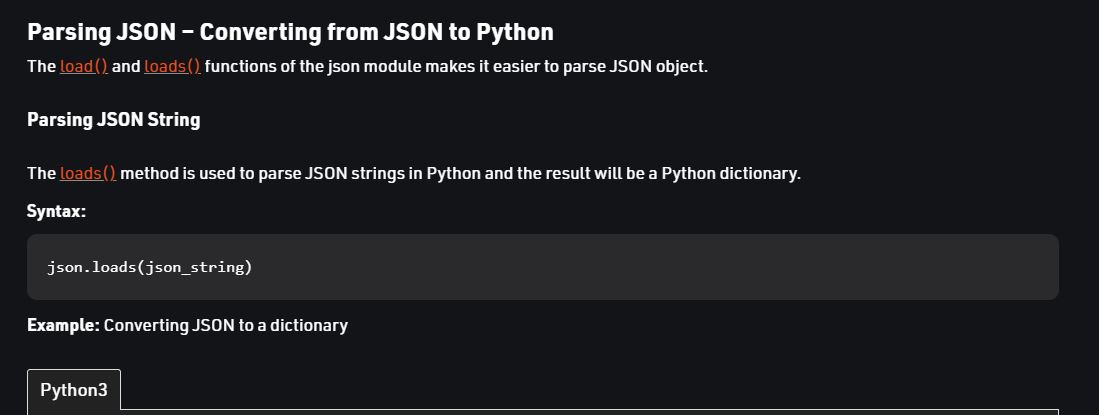 Parsing JSON – Converting from JSON to Python
The load() and loads() functions of the json module makes it easier to parse JSON object.
Parsing JSON String
The loads() method is used to parse JSON strings in Python and the result will be a Python dictionary.
Syntax:
json.loads(json_string)
Example: Converting JSON to a dictionary
Python3